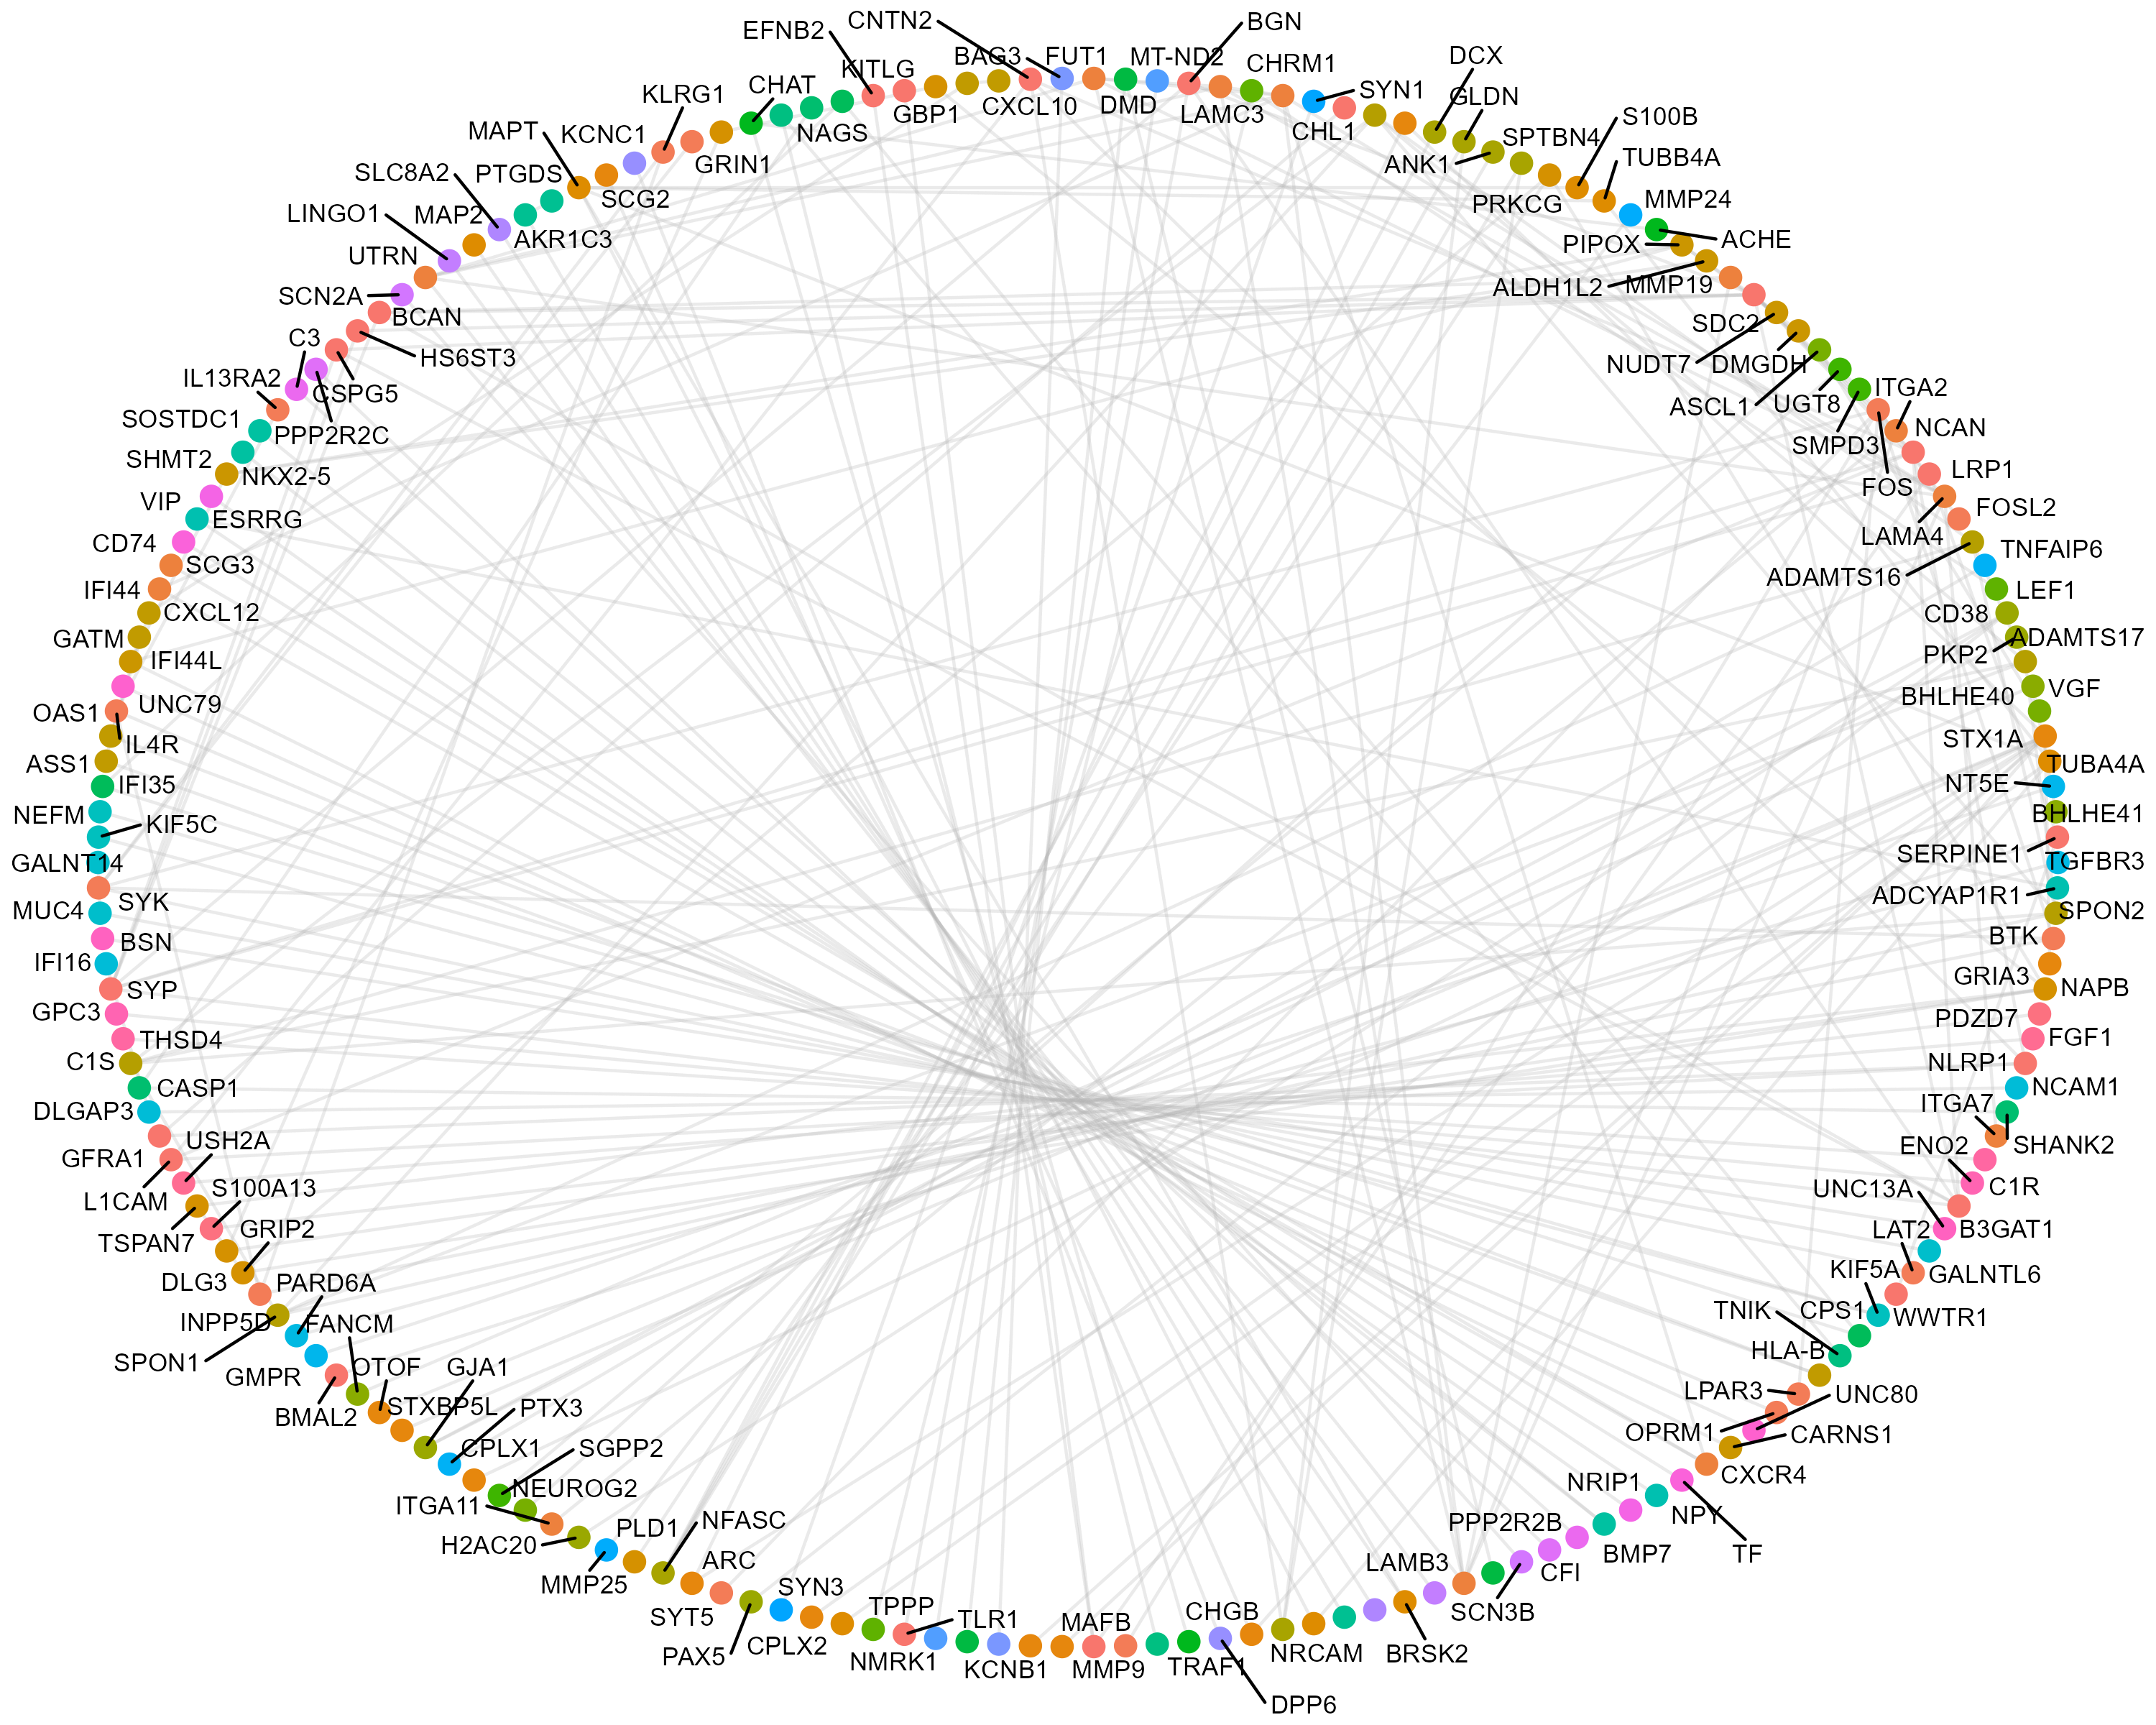 CNTN2
BGN
EFNB2
BAG3
FUT1
MT-ND2
CHRM1
DCX
KITLG
CHAT
SYN1
GLDN
KLRG1
GBP1
CXCL10
DMD
LAMC3
S100B
MAPT
KCNC1
NAGS
CHL1
SPTBN4
TUBB4A
SLC8A2
PTGDS
GRIN1
ANK1
SCG2
PRKCG
MMP24
LINGO1
MAP2
AKR1C3
PIPOX
ACHE
UTRN
ALDH1L2
MMP19
SCN2A
BCAN
SDC2
C3
HS6ST3
NUDT7
DMGDH
IL13RA2
CSPG5
ASCL1
UGT8
ITGA2
SOSTDC1
PPP2R2C
SMPD3
NCAN
SHMT2
NKX2-5
FOS
LRP1
VIP
ESRRG
LAMA4
FOSL2
CD74
SCG3
ADAMTS16
TNFAIP6
IFI44
CXCL12
CD38
LEF1
GATM
IFI44L
PKP2
ADAMTS17
OAS1
UNC79
BHLHE40
VGF
IL4R
STX1A
ASS1
TUBA4A
IFI35
NT5E
NEFM
KIF5C
BHLHE41
GALNT14
SERPINE1
TGFBR3
SYK
ADCYAP1R1
MUC4
SPON2
BSN
BTK
IFI16
GRIA3
SYP
NAPB
GPC3
PDZD7
THSD4
FGF1
C1S
NLRP1
CASP1
NCAM1
DLGAP3
ITGA7
USH2A
SHANK2
GFRA1
ENO2
L1CAM
S100A13
UNC13A
C1R
TSPAN7
GRIP2
LAT2
B3GAT1
DLG3
PARD6A
KIF5A
GALNTL6
INPP5D
FANCM
TNIK
CPS1
WWTR1
SPON1
GMPR
OTOF
GJA1
HLA-B
BMAL2
STXBP5L
PTX3
LPAR3
UNC80
CPLX1
SGPP2
OPRM1
CARNS1
ITGA11
NEUROG2
NRIP1
CXCR4
H2AC20
PLD1
NFASC
PPP2R2B
NPY
MMP25
ARC
LAMB3
CFI
BMP7
TF
SYT5
SYN3
TPPP
TLR1
MAFB
CHGB
SCN3B
PAX5
CPLX2
NMRK1
KCNB1
MMP9
TRAF1
NRCAM
BRSK2
DPP6